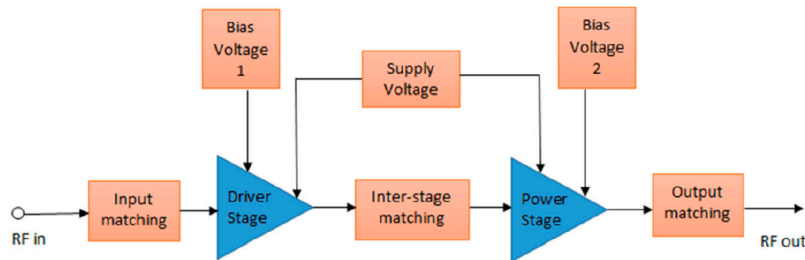 Bias
Voltage
1
Supply
Voltage
Bias
Voltage
2
RF in
Input
matching
Driver
Stage
Inter-stage
matching
Power
Stage
Output
matching
RF out